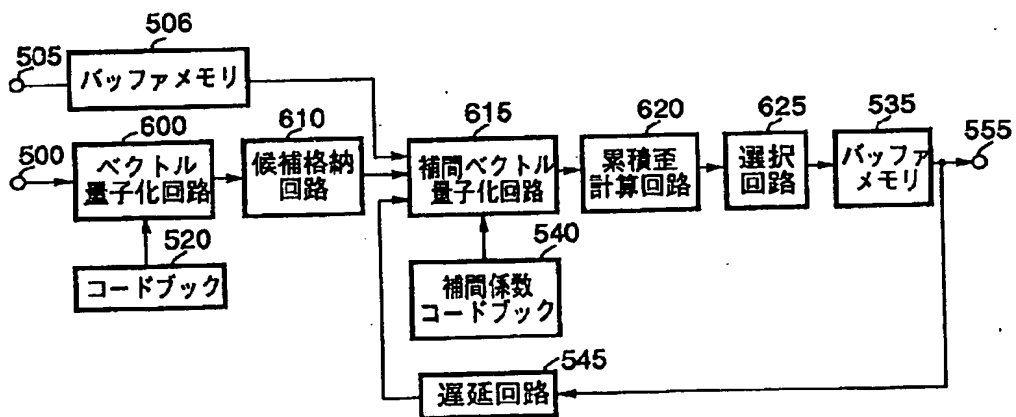 506
505
バッファメモリ
600
610
615
620
625
535
555
500
ベクトル
量子化回路
候補格納
回路
補間ベクトル
量子化回路
累積歪
計算回路
選択
回路
バッファ
メモリ
520
コードブック
540
補間係数
コードブック
545
遅延回路